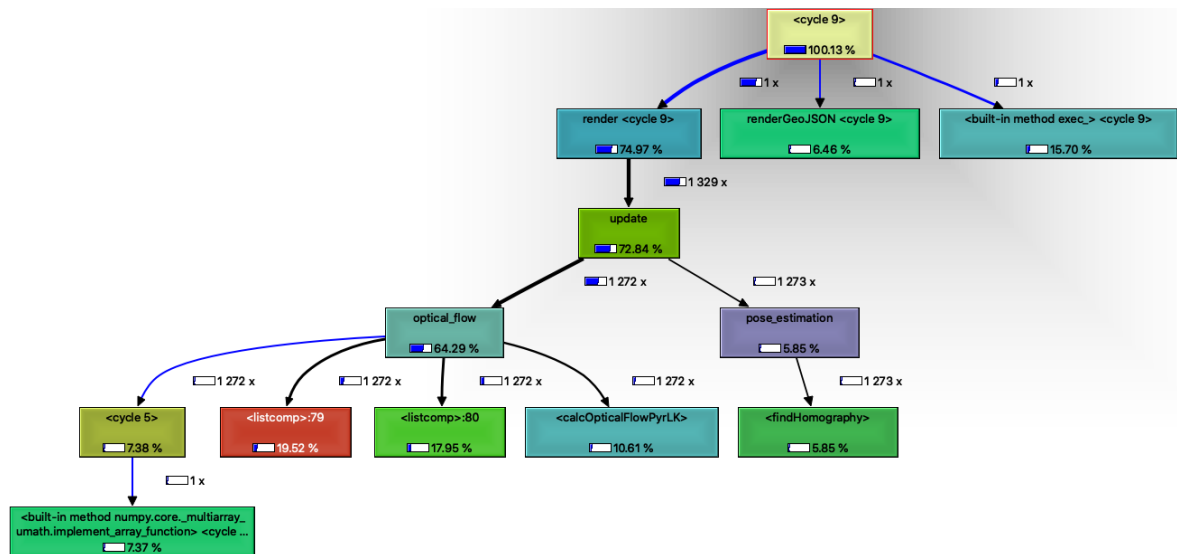 <cycle 9>
100.13 %
1 x
1 x
1 x
render <cycle 9>
74.97 %
renderGeoJSON <cycle 9>
6.46 %
<built-in method exec_> <cycle 9>
15.70 %
1 329 x
update
72.84 %
1 272 x
1 273 x
optical_flow
64.29 %
pose_estimation
5.85 %
1 272 x
1 272 x
1 272 x
1 272 x
1 273 x
<cycle 5>
7.38 %
<listcomp>:79
19.52 %
<listcomp>:80
17.95 %
<calcOpticalFlowPyrLK>
10.61 %
<findHomography>
5.85 %
1 x
<built-in method numpy.core._multiarray_
umath.implement_array_function> <cycle ...
7.37 %